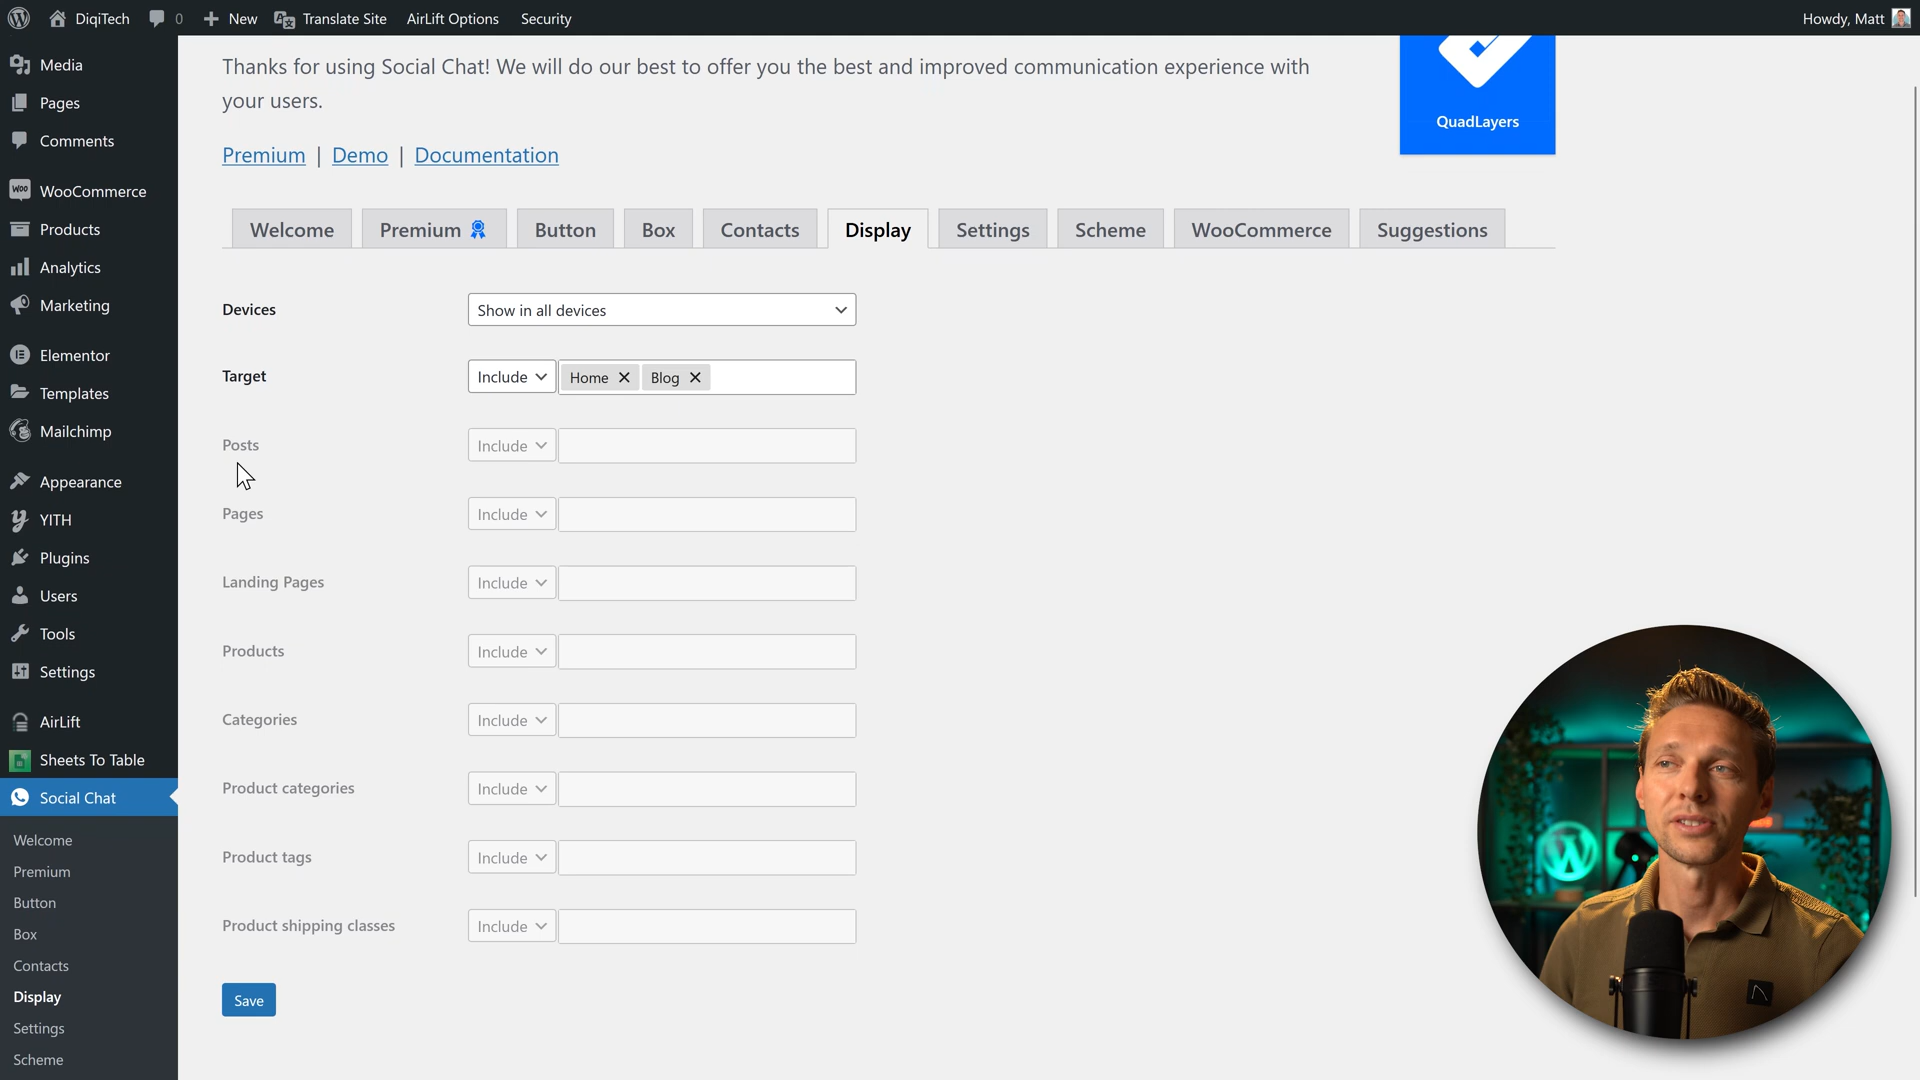 DiqiTech
0
New
Translate Site
AirLift Options
Security
Howdy, Matt
Media
Pages
Comments
WooCommerce
Products
Analytics
Marketing
Elementor
Templates
Mailchimp
Appearance
YITH
Plugins
Users
Tools
Settings
AirLift
Sheets To Table
Social Chat
Welcome
Premium
Button
Box
Contacts
Display
Settings
Scheme
Thanks for using Social Chat! We will do our best to offer you the best and improved communication experience with
your users.
Premium | Demo | Documentation
QuadLayers
Welcome
Premium
Button
Box
Contacts
Display
Settings
Scheme
WooCommerce
Suggestions
Devices
Show in all devices
Target
Include
Home
Blog
Posts
Include
Pages
Include
Landing Pages
Include
Products
Include
Categories
Include
Product categories
Include
Product tags
Include
Product shipping classes
Include
Save